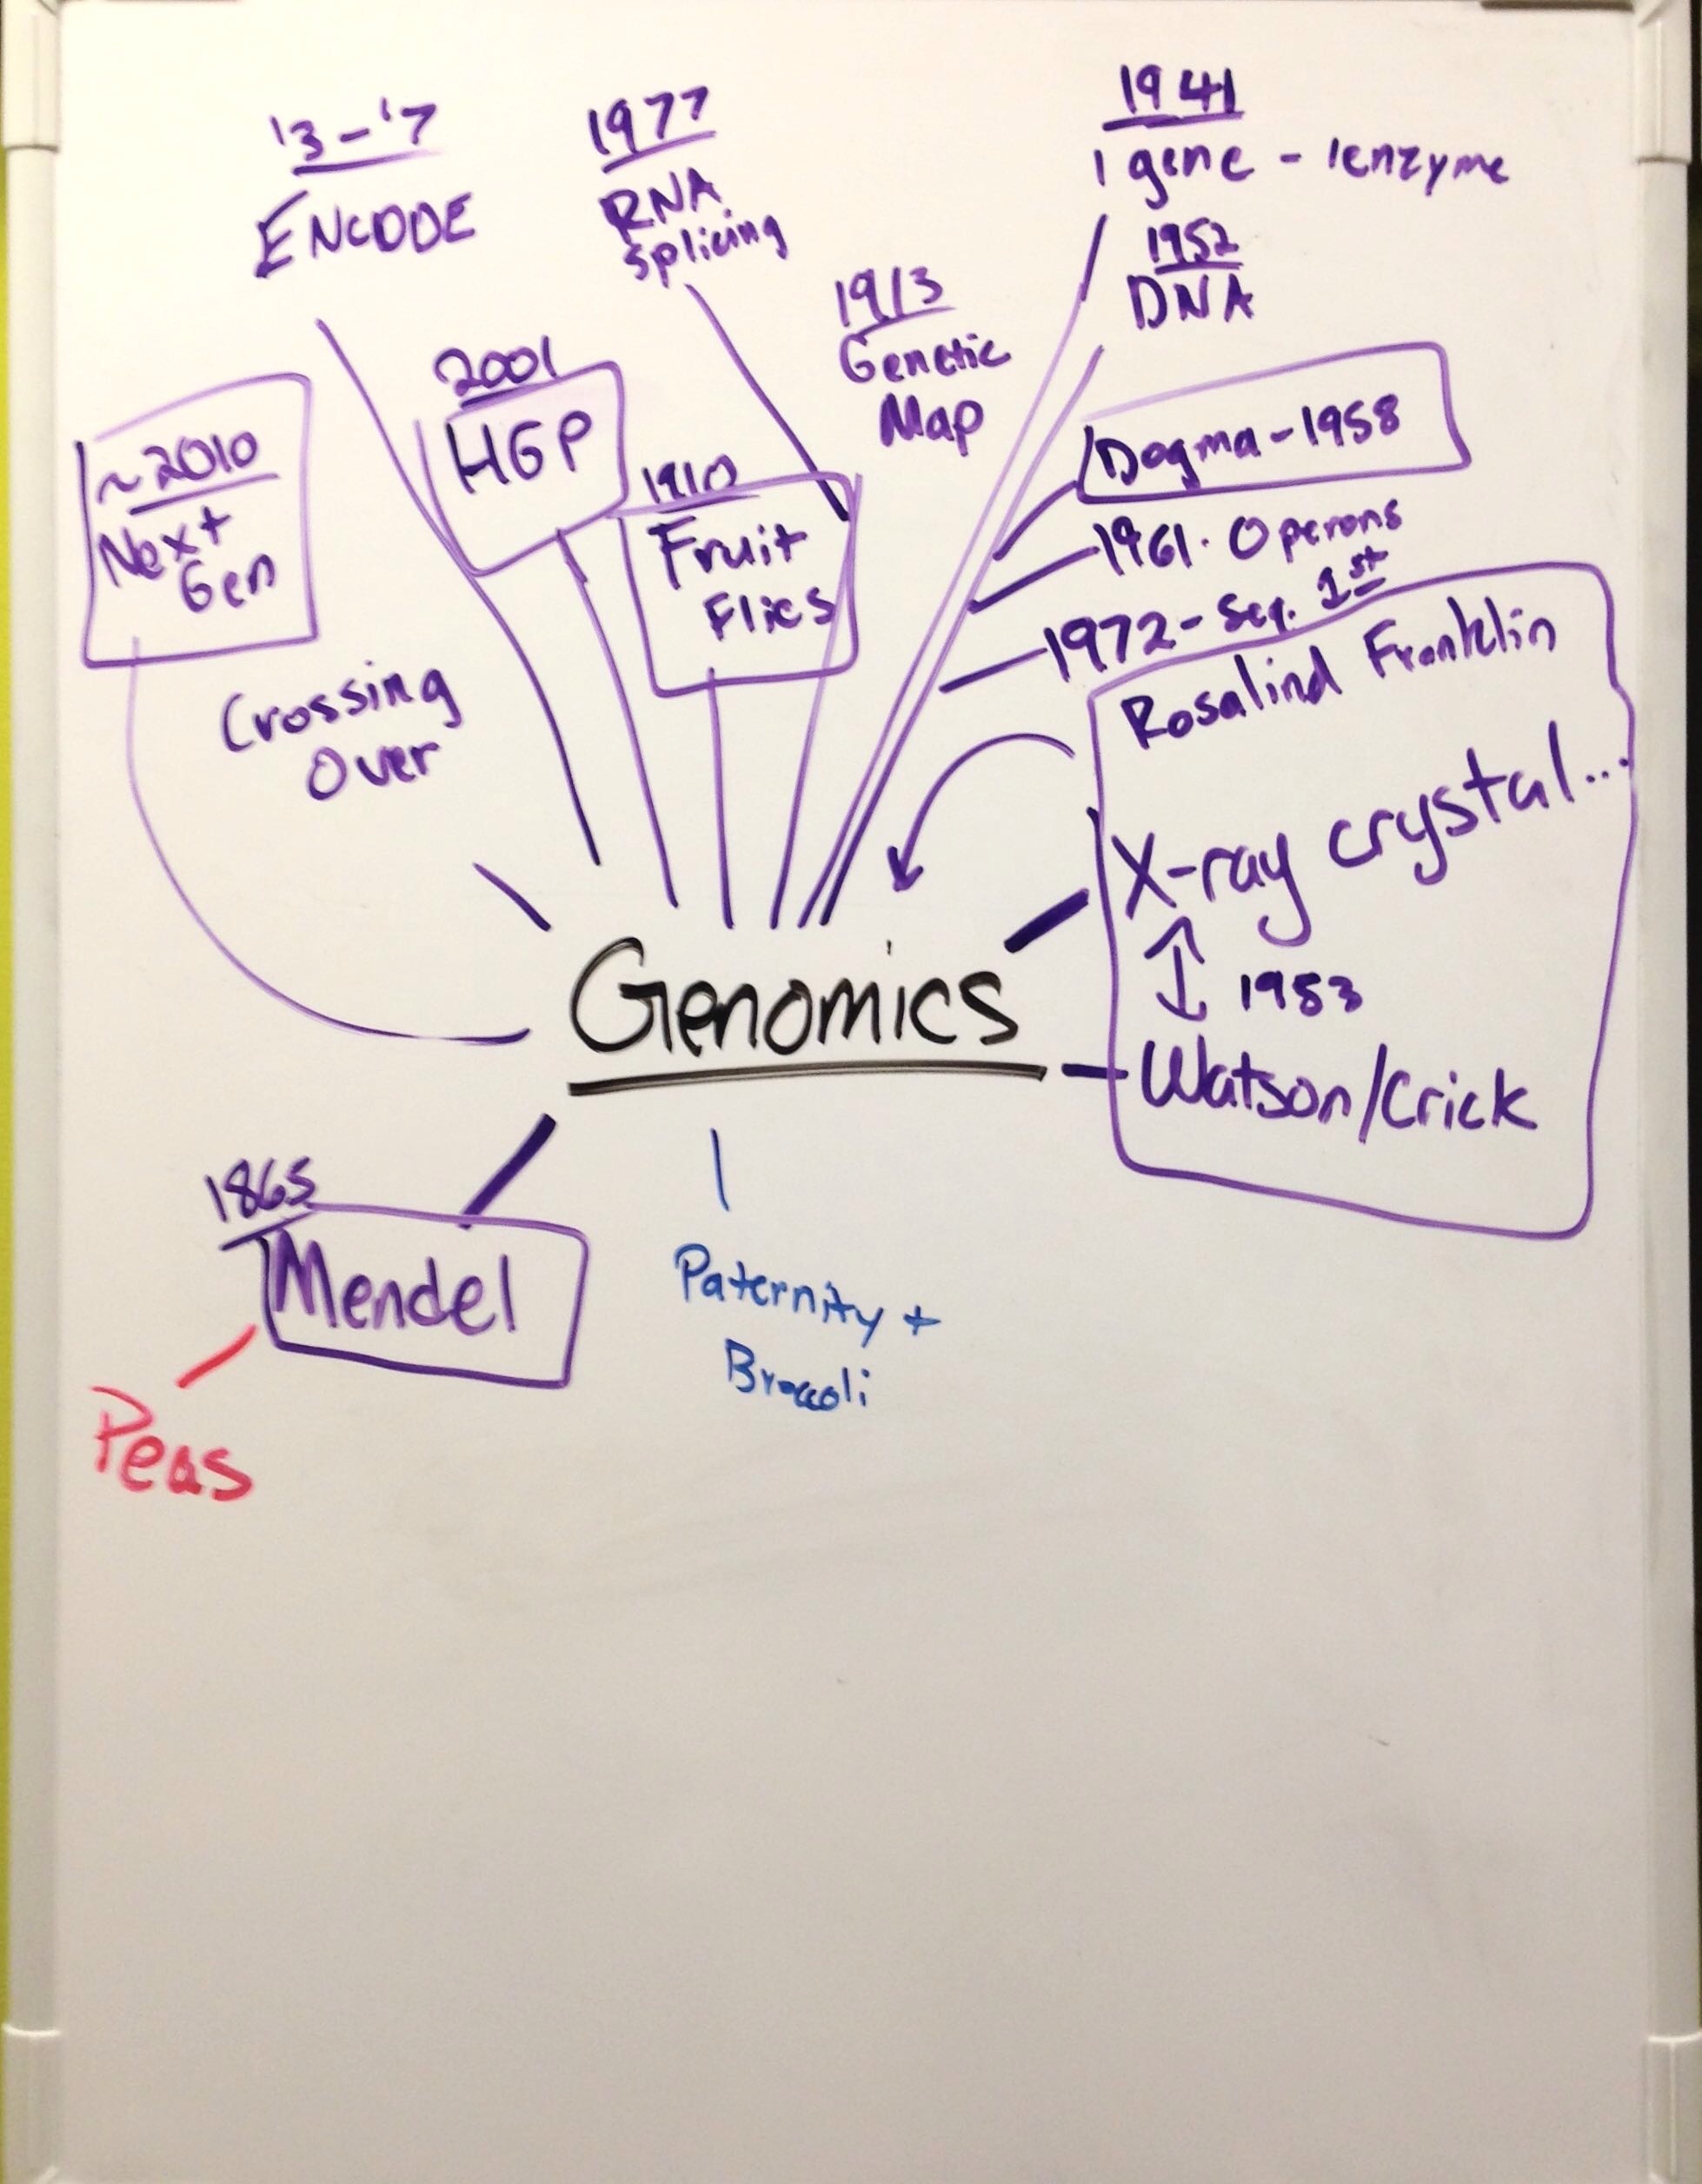 '3-'7
ENCODE
1977
RNA
splicing
1941
1 gene - 1enzyme
1952
DNA
1913
Genetic
Map
2001
HGP
~2010
Next
Gen
1910
Fruit
Flies
Dogma-1958
1961. Operons
1972- Seq. 1st
Rosalind Franklin
X-ray crystal...
1953
Watson/Crick
Crossing
Over
Genomics
1865
Mendel
Peas
Paternity +
Broccoli